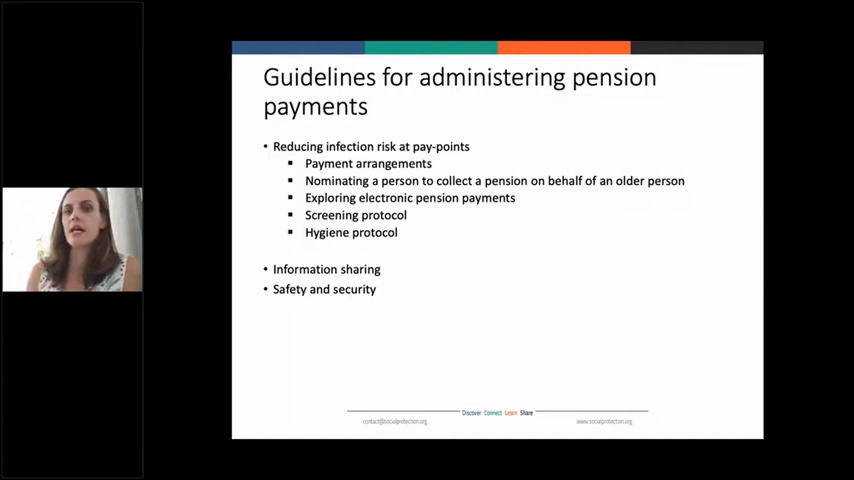 Guidelines for administering pension
payments
• Reducing infection risk at pay-points
▪ Payment arrangements
▪ Nominating a person to collect a pension on behalf of an older person
▪ Exploring electronic pension payments
▪ Screening protocol
▪ Hygiene protocol
• Information sharing
• Safety and security
Discover Connect Learn Share
contact@socialprotection.org www.socialprotection.org